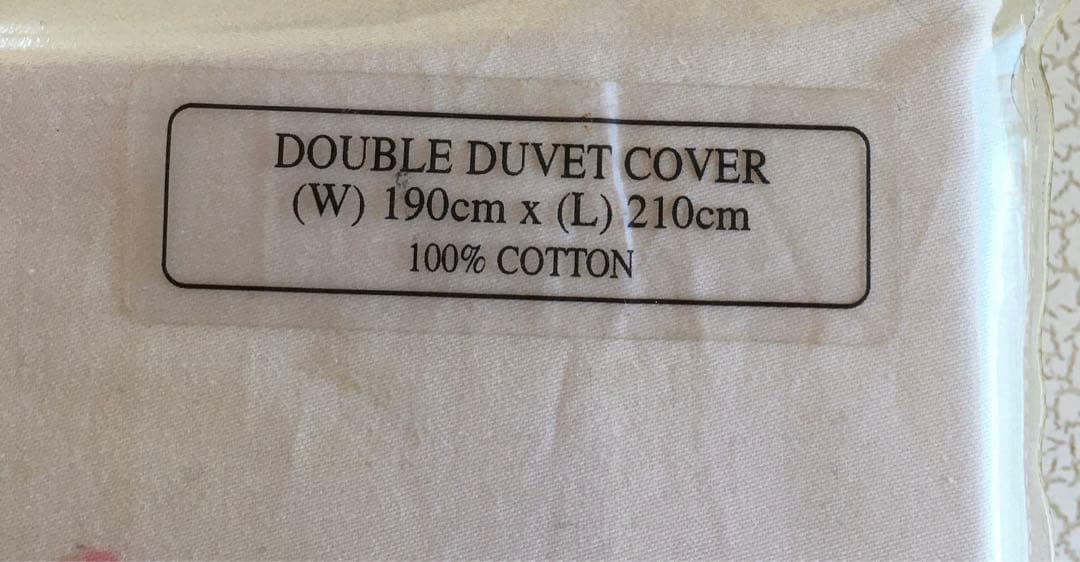 DOUBLE DUVET COVER
(W) 190cm x (L) 210cm
100% COTTON